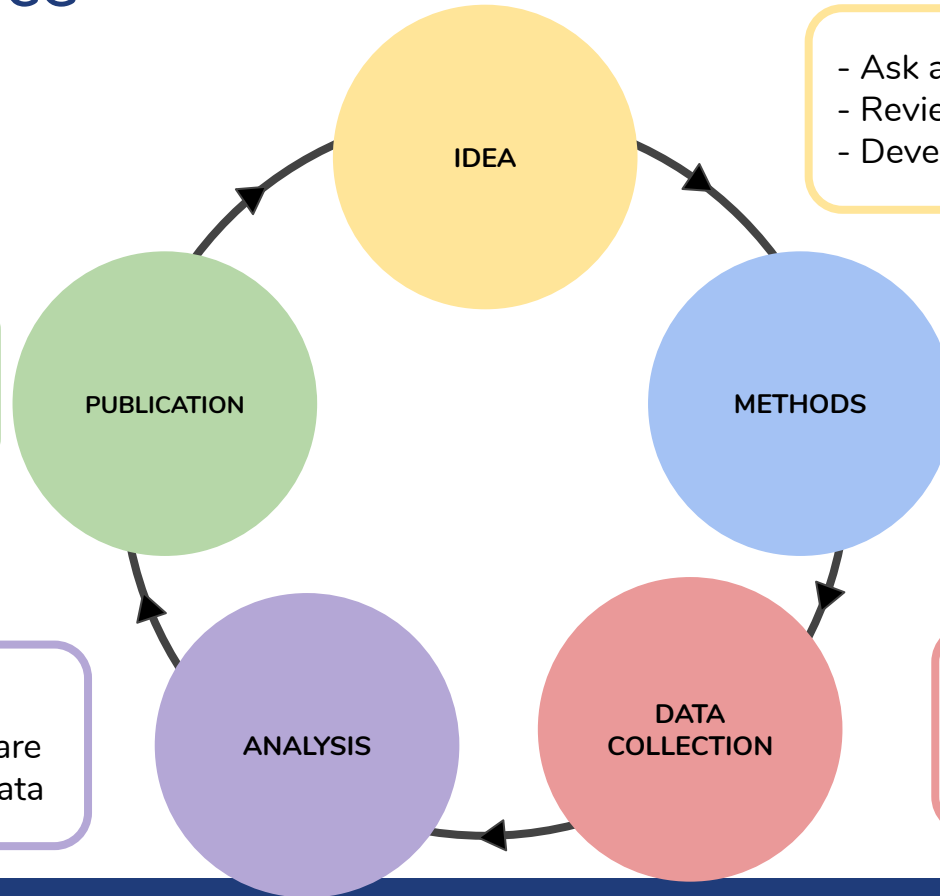 - Ask
- Revie
- Deve
IDEA
METHODS
PUBLICATION
DATA
COLLECTION
ANALYSIS
are
ata